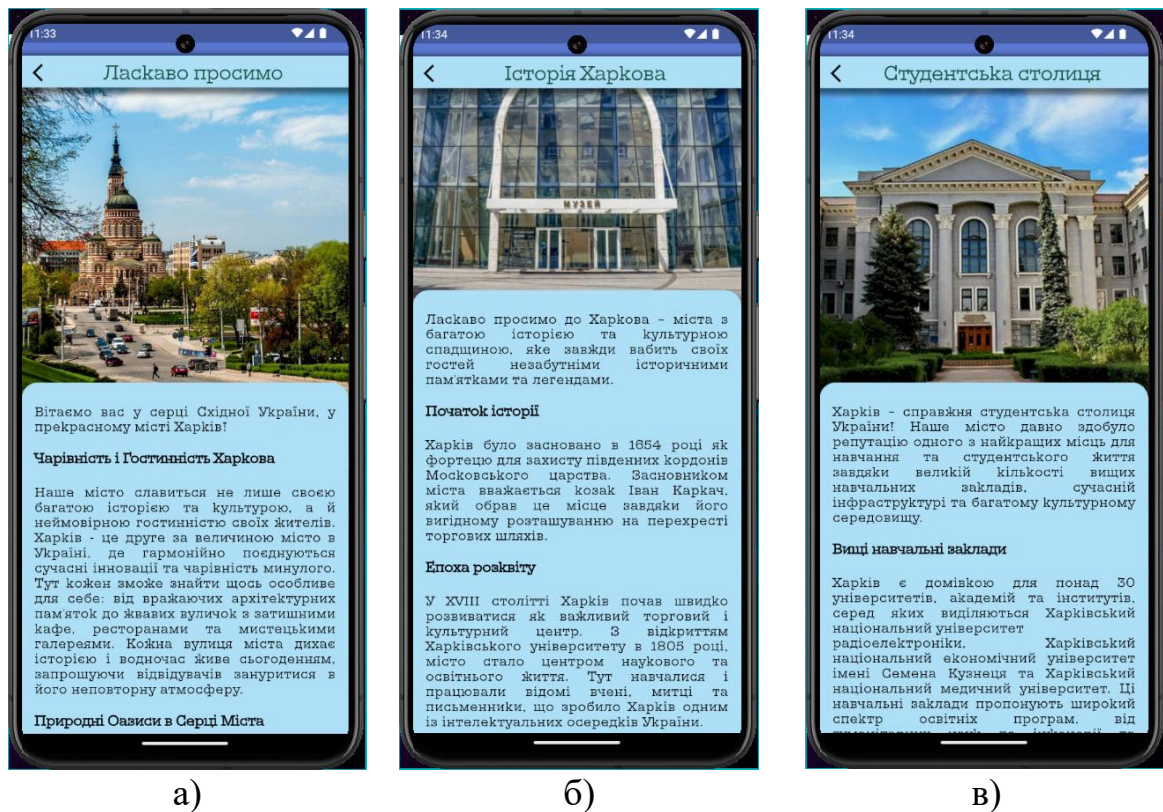 11:33
Ласкаво просимо
Вітаємо вас у серці Східної України, у
прекрасному місті Харків!
Чарівність і Гостинність Харкова
Наше місто славиться не лише своєю
багатою історією та культурою, а й
неймовірною гостинністю своїх жителів.
Харків - це друге за величиною місто в
Україні, де гармонійно поєднуються
сучасні інновації та чарівність минулого.
Тут кожен зможе знайти щось особливе
для себе: від вражаючих архітектурних
пам'яток до жвавих вуличок з затишними
кафе, ресторанами та мистецькими
галереями. Кожна вулиця міста дихає
історією і водночас живе сьогоденням,
запрошуючи відвідувачів зануритися в
його неповторну атмосферу.
Природні Оазиси в Серці Міста
а)
11:34
Історія Харкова
МУЗЕЙ
Ласкаво просимо до Харкова – міста з
багатою історією та культурною
спадщиною, яке завжди вабить своїх
гостей незабутніми історичними
пам'ятками та легендами.
Початок історії
Харків було засновано в 1654 році як
фортецю для захисту південних кордонів
Московського царства. Засновником
міста вважається козак Іван Каркач,
який обрав це місце завдяки його
вигідному розташуванню на перехресті
торгових шляхів.
Епоха розквіту
У XVIII столітті Харків почав швидко
розвиватися як важливий торговий і
культурний центр. З відкриттям
Харківського університету в 1805 році,
місто стало центром наукового та
освітнього життя. Тут навчалися і
працювали відомі вчені, митці та
письменники, що зробило Харків одним
із інтелектуальних осередків України.
б)
11:34
Студентська столиця
Харків – справжня студентська столиця
України! Наше місто давно здобуло
репутацію одного з найкращих місць для
навчання та студентського життя
завдяки великій кількості вищих
навчальних закладів, сучасній
інфраструктурі та багатому культурному
середовищу.
Вищі навчальні заклади
Харків є домівкою для понад 30
університетів, академій та інститутів,
серед яких виділяються Харківський
національний університет
радіоелектроніки, Харківський
національний економічний університет
імені Семена Кузнеця та Харківський
національний медичний університет. Ці
навчальні заклади пропонують широкий
спектр освітніх програм, від
в)